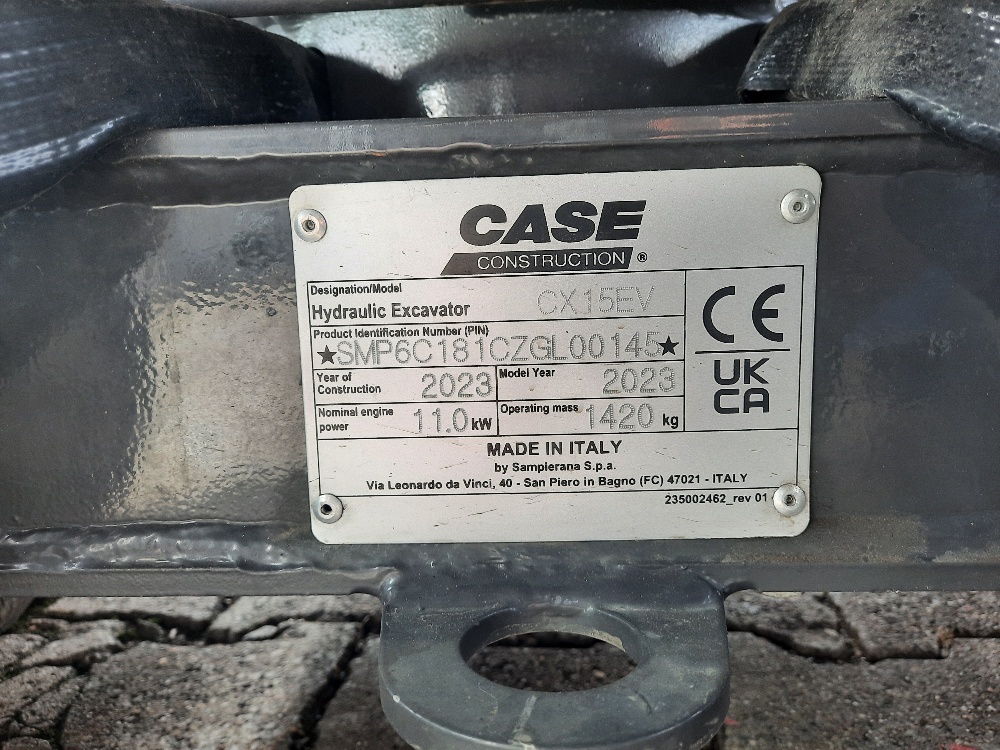 CASE
CONSTRUCTION ®
Designation/Model
Hydraulic Excavator CX15EV
Product Identification Number (PIN)
★SMP6C181CZGL00145★
Year of Construction 2023 Model Year 2023
Nominal engine power 11.0 kW Operating mass 1420 kg
CE
UK
CA
MADE IN ITALY
by Sampierana S.p.a.
Via Leonardo da Vinci, 40 - San Piero in Bagno (FC) 47021 - ITALY
235002462_rev 01